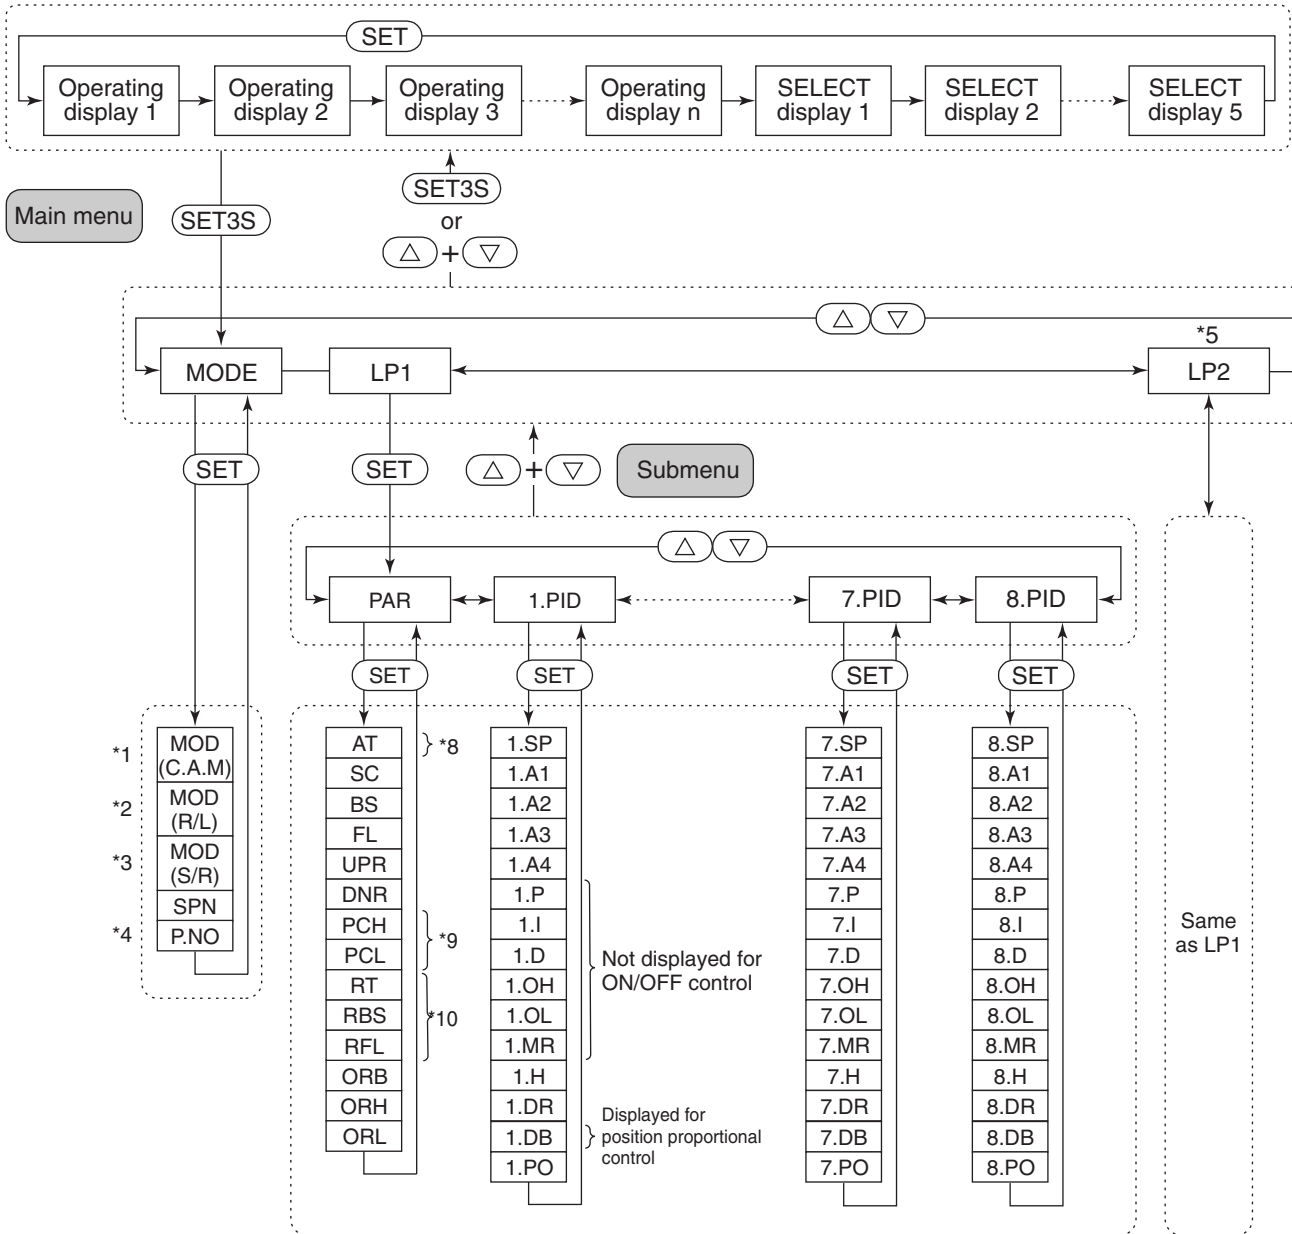 SET
Operating
display 1
Operating
display 2
Operating
display 3
Operating
display n
SELECT
display 1
SELECT
display 2
SELECT
display 5
Main menu
SET3S
SET3S
or
△ + ▽
△ ▽
*5
MODE
LP1
LP2
SET
SET
△ + ▽
Submenu
△ ▽
PAR
1.PID
7.PID
8.PID
SET
SET
SET
SET
*1
MOD
(C.A.M)
*2
MOD
(R/L)
*3
MOD
(S/R)
SPN
*4
P.NO
AT
*8
SC
BS
FL
UPR
DNR
PCH
PCL
*9
RT
RBS
RFL
*10
ORB
ORH
ORL
1.SP
1.A1
1.A2
1.A3
1.A4
1.P
1.I
1.D
1.OH
1.OL
1.MR
1.H
1.DR
1.DB
1.PO
Not displayed for
ON/OFF control
Displayed for
position proportional
control
7.SP
7.A1
7.A2
7.A3
7.A4
7.P
7.I
7.D
7.OH
7.OL
7.MR
7.H
7.DR
7.DB
7.PO
8.SP
8.A1
8.A2
8.A3
8.A4
8.P
8.I
8.D
8.OH
8.OL
8.MR
8.H
8.DR
8.DB
8.PO
Same
as LP1